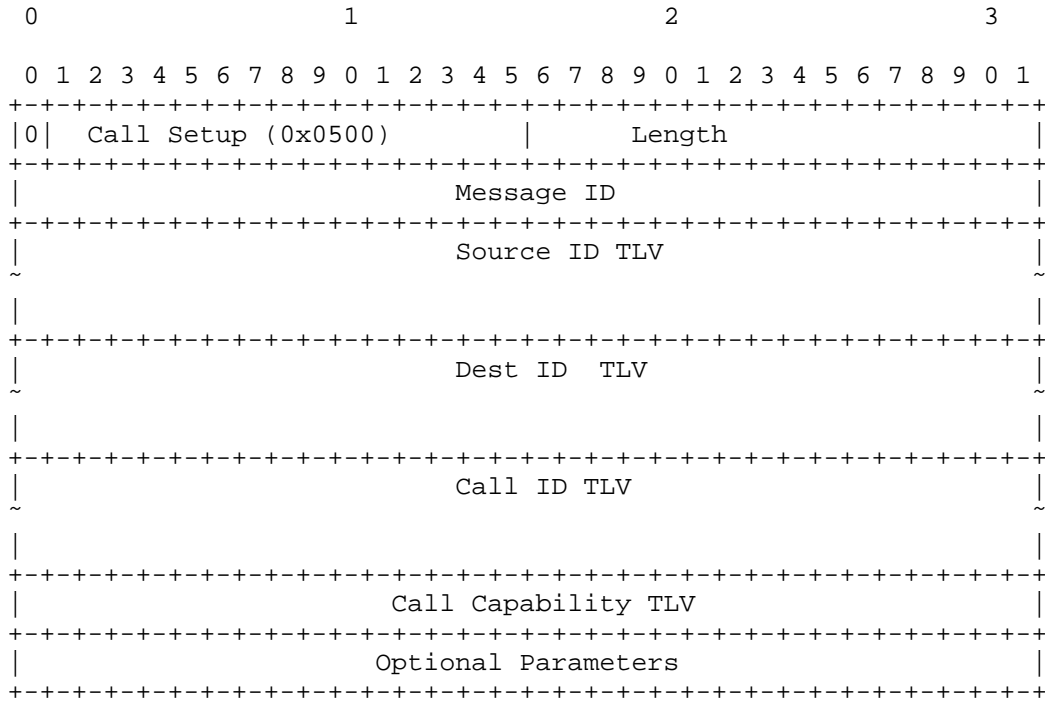 0                   1                   2                   3
0 1 2 3 4 5 6 7 8 9 0 1 2 3 4 5 6 7 8 9 0 1 2 3 4 5 6 7 8 9 0 1
+-+-+-+-+-+-+-+-+-+-+-+-+-+-+-+-+-+-+-+-+-+-+-+-+-+-+-+-+-+-+-+-+
|0|  Call Setup (0x0500)        |      Length                   |
+-+-+-+-+-+-+-+-+-+-+-+-+-+-+-+-+-+-+-+-+-+-+-+-+-+-+-+-+-+-+-+-+
|                           Message ID                          |
+-+-+-+-+-+-+-+-+-+-+-+-+-+-+-+-+-+-+-+-+-+-+-+-+-+-+-+-+-+-+-+-+
|                           Source ID TLV                       |
~                                                               ~
|                                                               |
+-+-+-+-+-+-+-+-+-+-+-+-+-+-+-+-+-+-+-+-+-+-+-+-+-+-+-+-+-+-+-+-+
|                           Dest ID  TLV                        |
~                                                               ~
|                                                               |
+-+-+-+-+-+-+-+-+-+-+-+-+-+-+-+-+-+-+-+-+-+-+-+-+-+-+-+-+-+-+-+-+
|                           Call ID TLV                         |
~                                                               ~
|                                                               |
+-+-+-+-+-+-+-+-+-+-+-+-+-+-+-+-+-+-+-+-+-+-+-+-+-+-+-+-+-+-+-+-+
|                       Call Capability TLV                     |
+-+-+-+-+-+-+-+-+-+-+-+-+-+-+-+-+-+-+-+-+-+-+-+-+-+-+-+-+-+-+-+-+
|                      Optional Parameters                      |
+-+-+-+-+-+-+-+-+-+-+-+-+-+-+-+-+-+-+-+-+-+-+-+-+-+-+-+-+-+-+-+-+